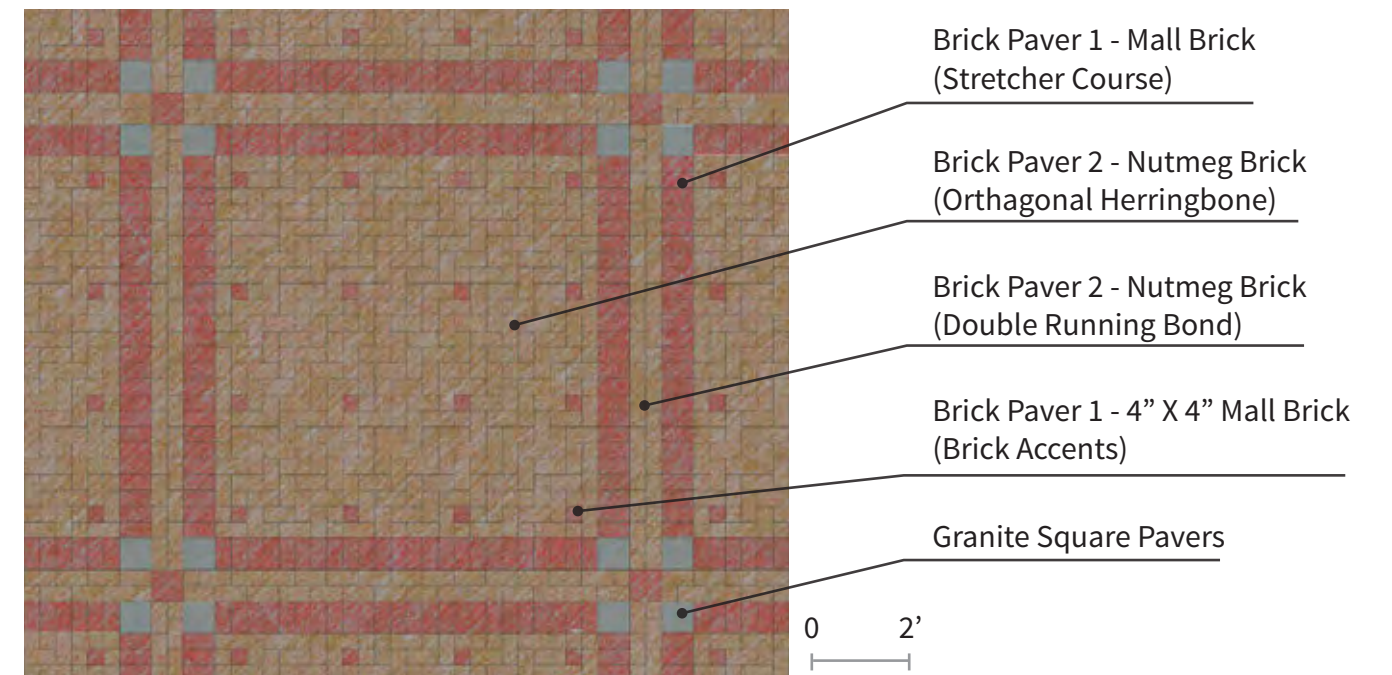 Brick Paver 1 - Mall Brick
(Stretcher Course)
Brick Paver 2 - Nutmeg Brick
(Orthagonal Herringbone)
Brick Paver 2 - Nutmeg Brick
(Double Running Bond)
Brick Paver 1 - 4” X 4” Mall Brick
(Brick Accents)
Granite Square Pavers
0 2’